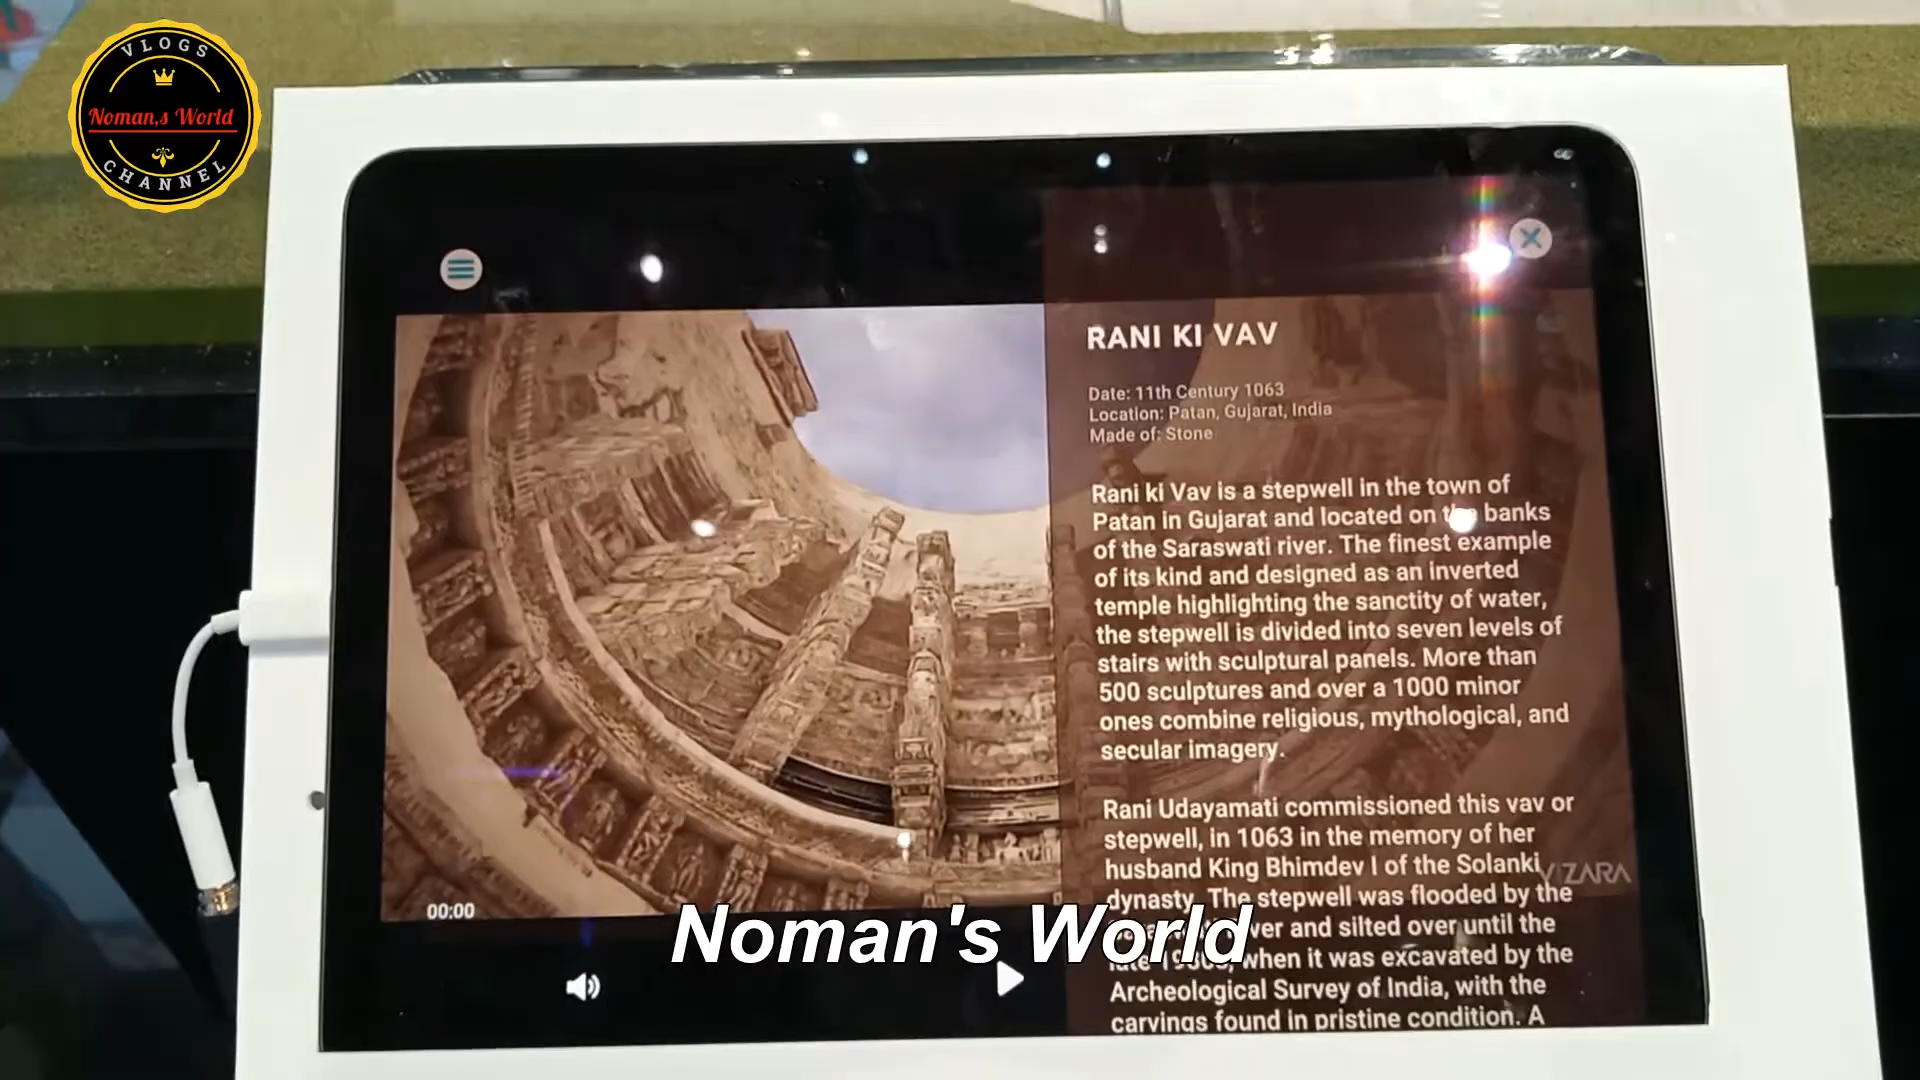 VLOGS
Noman,s World
CHANNEL
RANI KI VAV
Date: 11th Century 1063
Location: Patan, Gujarat, India
Made of: Stone
Rani ki Vav is a stepwell in the town of
Patan in Gujarat and located on the banks
of the Saraswati river. The finest example
of its kind and designed as an inverted
temple highlighting the sanctity of water,
the stepwell is divided into seven levels of
stairs with sculptural panels. More than
500 sculptures and over a 1000 minor
ones combine religious, mythological, and
secular imagery.
Rani Udayamati commissioned this vav or
stepwell, in 1063 in the memory of her
husband King Bhimdev I of the Solanki
dynasty. The stepwell was flooded by the
and silted over until the
late when it was excavated by the
Archeological Survey of India, with the
carvings found in pristine condition. A
ZARA
00:00
Noman's World